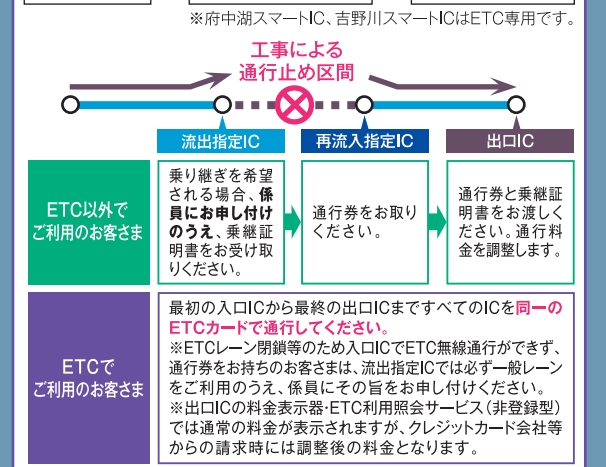 ※府中湖スマートIC、吉野川スマートICはETC専用です。
工事による
通行止め区間
流出指定IC
再流入指定IC
出口IC
ETC以外で
ご利用のお客さま
乗り継ぎを希望
される場合、係
員にお申し付け
のうえ、乗継証
明書をお受け取
りください。
通行券をお取り
ください。
通行券と乗継証
明書をお渡しく
ださい。通行料
金を調整します。
ETCで
ご利用のお客さま
最初の入口ICから最終の出口ICまですべてのICを同一の
ETCカードで通行してください。
※ETCレーン閉鎖等のため入口ICでETC無線通行ができず、
通行券をお持ちのお客さまは、流出指定ICでは必ず一般レーン
をご利用のうえ、係員にその旨をお申し付けください。
※出口ICの料金表示器・ETC利用照会サービス（非登録型）
では通常の料金が表示されますが、クレジットカード会社等
からの請求時には調整後の料金となります。